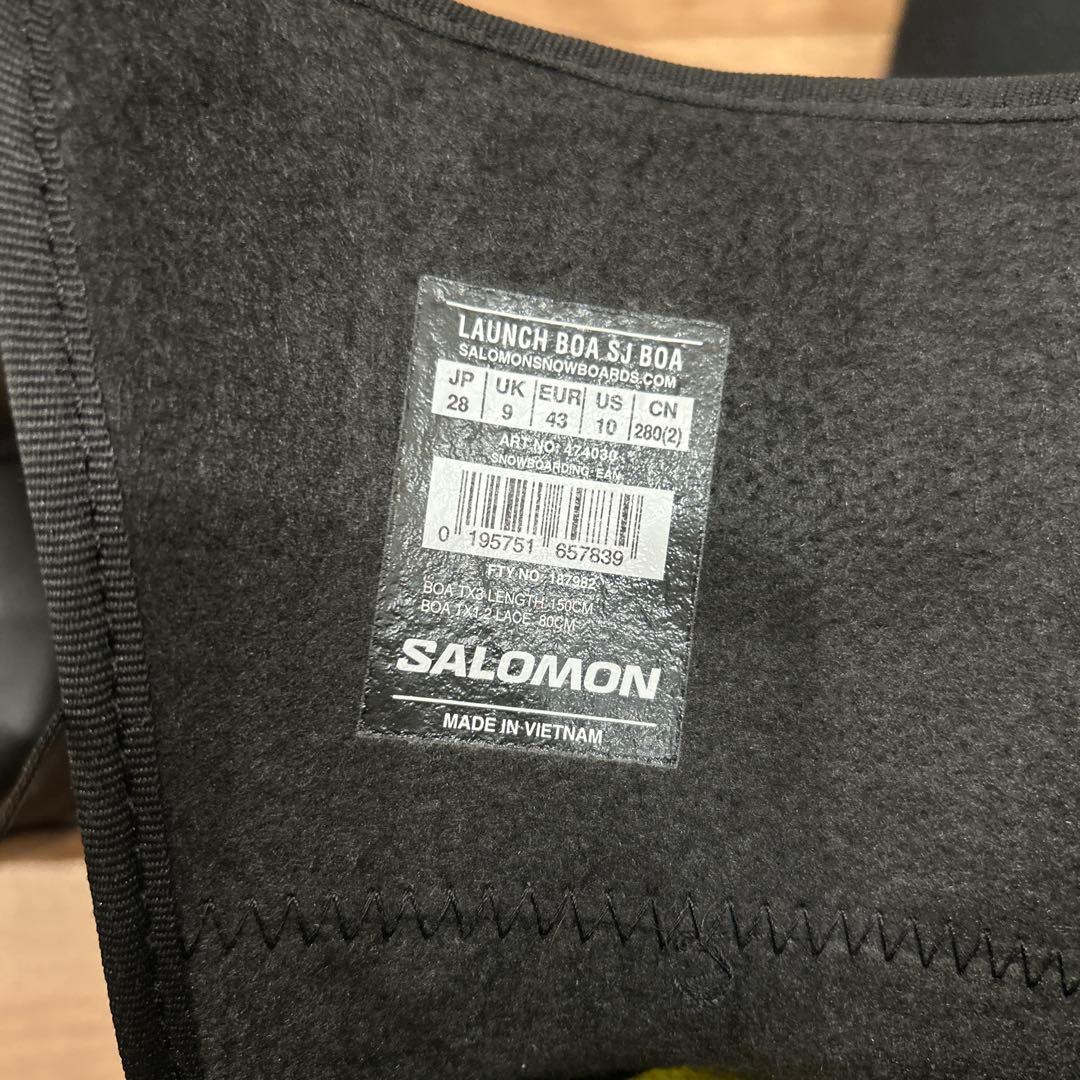 LAUNCH BOA SJ BOA
SALOMONSNOWBOARDS.COM
JP UK EUR US CN
28 9 43 10 280(2)
ART NO: 474030
SNOWBOARDING EAN
0 195751 657839
FTY NO: 187982
BOA TX3 LENGTH: 150CM
BOA TX1.2 LACE: 80CM
SALOMON
MADE IN VIETNAM